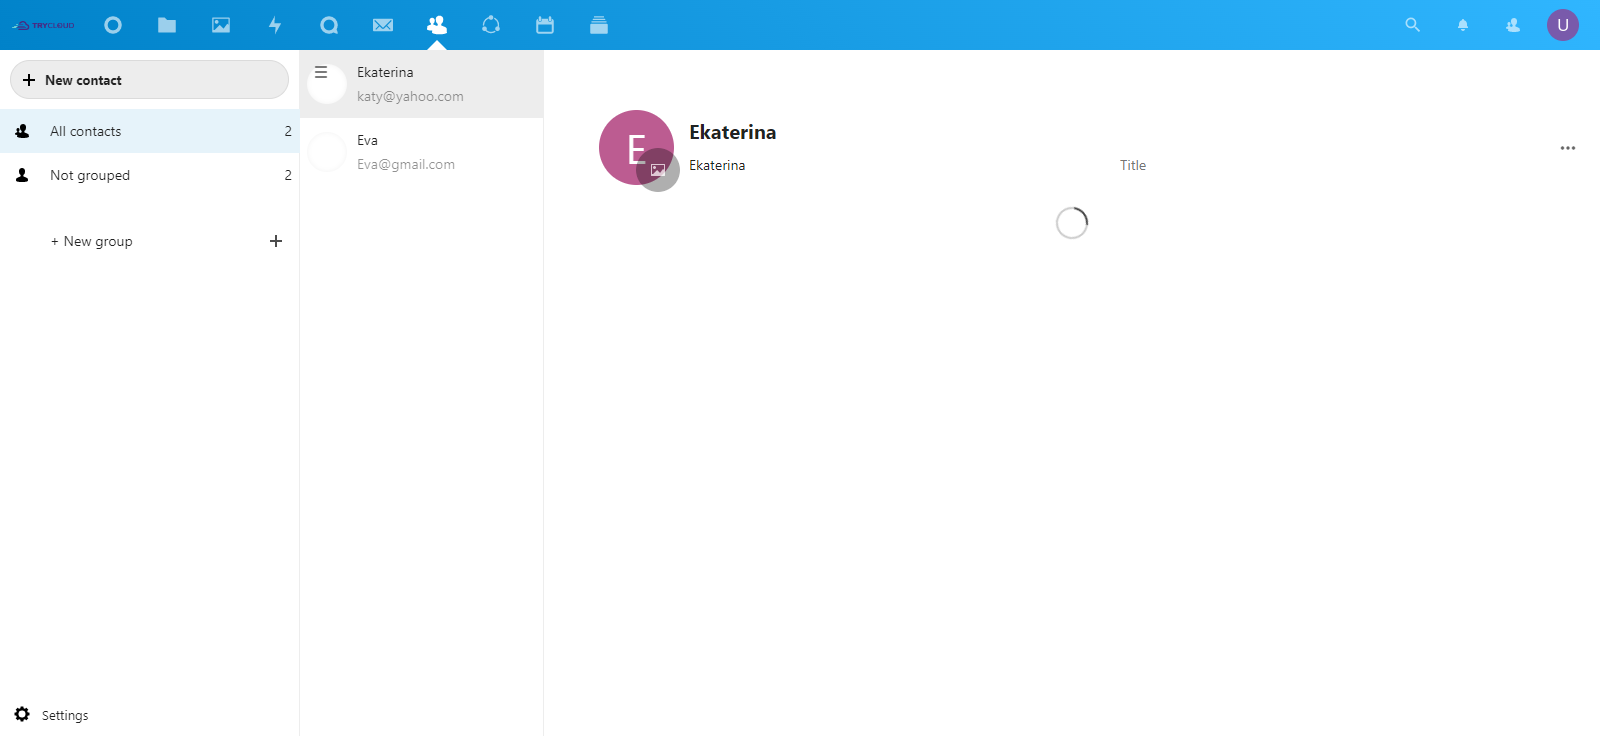 TRYCLOUD
U
New contact
All contacts 2
Not grouped 2
+ New group
Settings
Ekaterina
katy@yahoo.com
Eva
Eva@gmail.com
E
Ekaterina
Ekaterina
Title